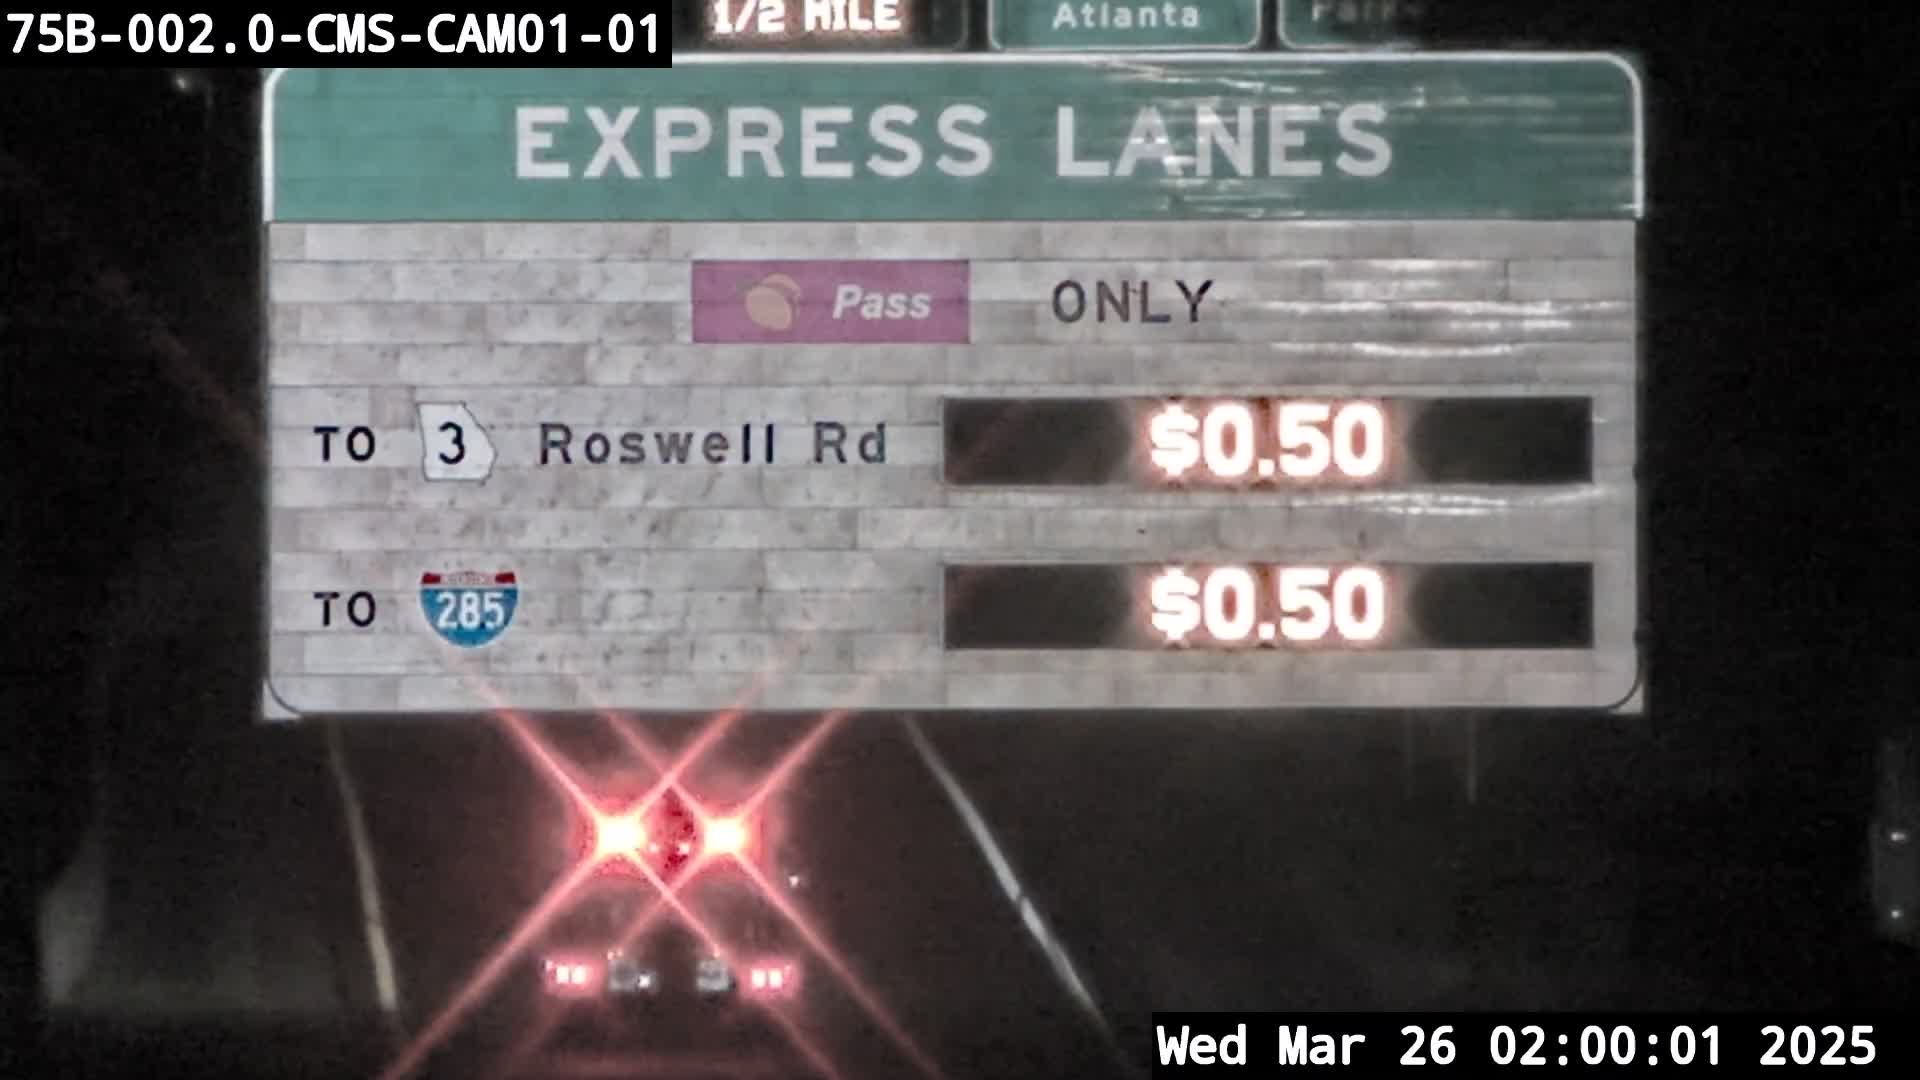 75B-002.0-CMS-CAM01-01
1/2 MILE
Atlanta
EXPRESS LANES
Pass ONLY
TO 3 Roswell Rd $0.50
TO 285 $0.50
Wed Mar 26 02:00:01 2025